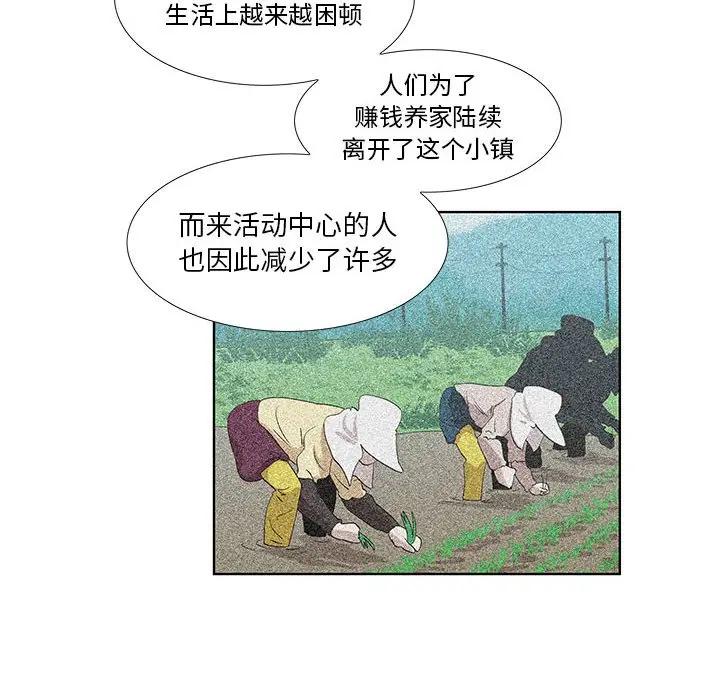 生活上越来越困顿
人们为了
赚钱养家陆续
离开了这个小镇
而来活动中心的人
也因此减少了许多